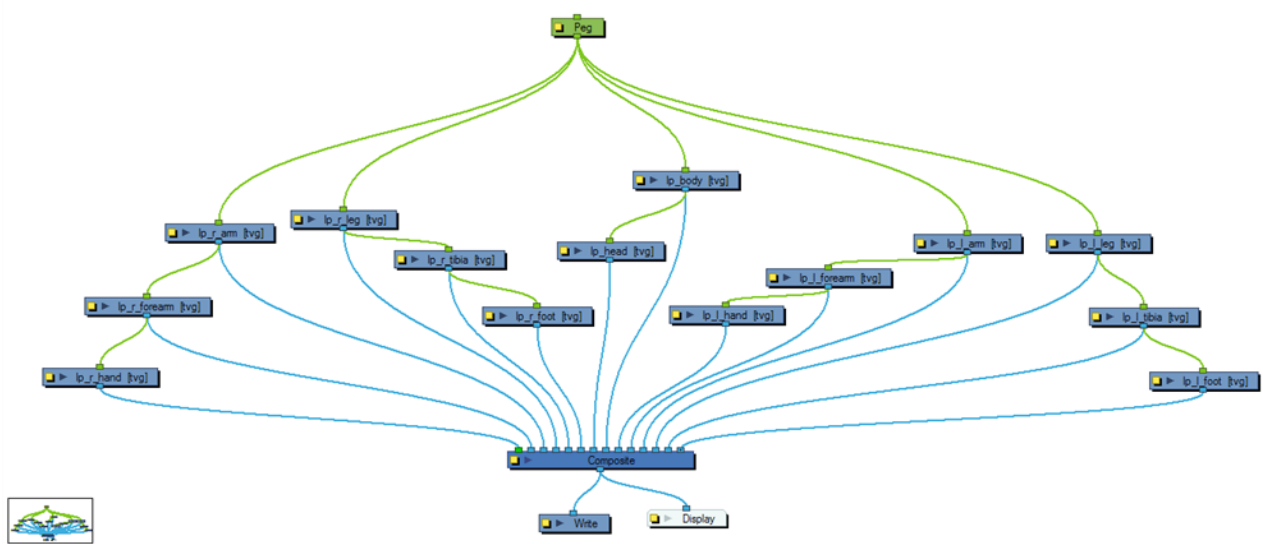 Peg
lp_body [tvg]
lp_r_leg [tvg]
lp_r_arm [tvg]
lp_l_arm [tvg]
lp_l_leg [tvg]
lp_head [tvg]
lp_r_tibia [tvg]
lp_l_forearm [tvg]
lp_r_forearm [tvg]
lp_r_foot [tvg]
lp_l_hand [tvg]
lp_l_tibia [tvg]
lp_r_hand [tvg]
lp_l_foot [tvg]
Composite
Write
Display